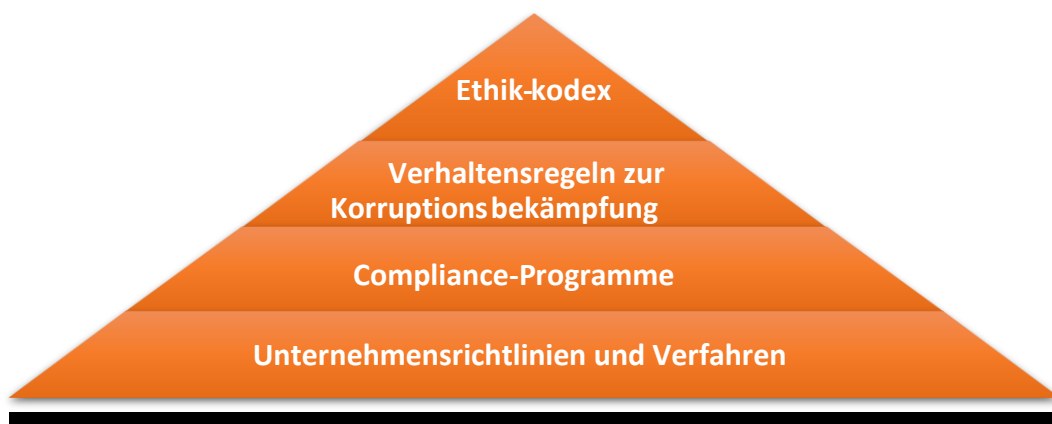 Ethik-kodex
Verhaltensregeln zur
Korruptionsbekämpfung
Compliance-Programme
Unternehmensrichtlinien und Verfahren